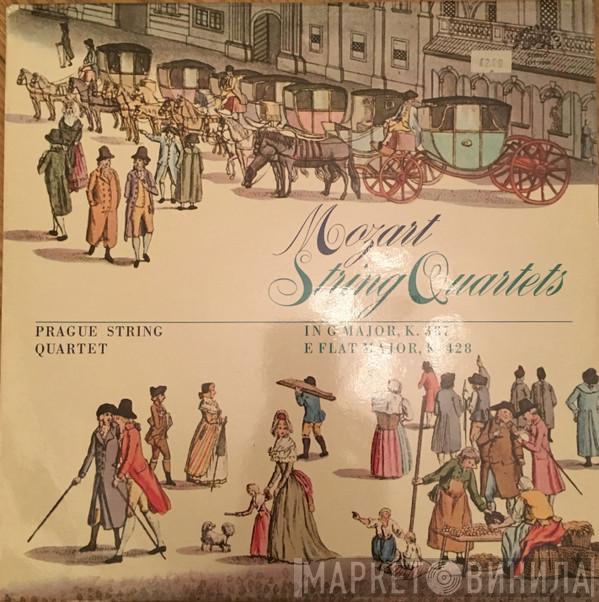 Mozart
String Quartets
PRAGUE STRING
QUARTET
IN G MAJOR, K. 387
E FLAT MAJOR, K. 428
МАРКЕТ ВИНИЛА